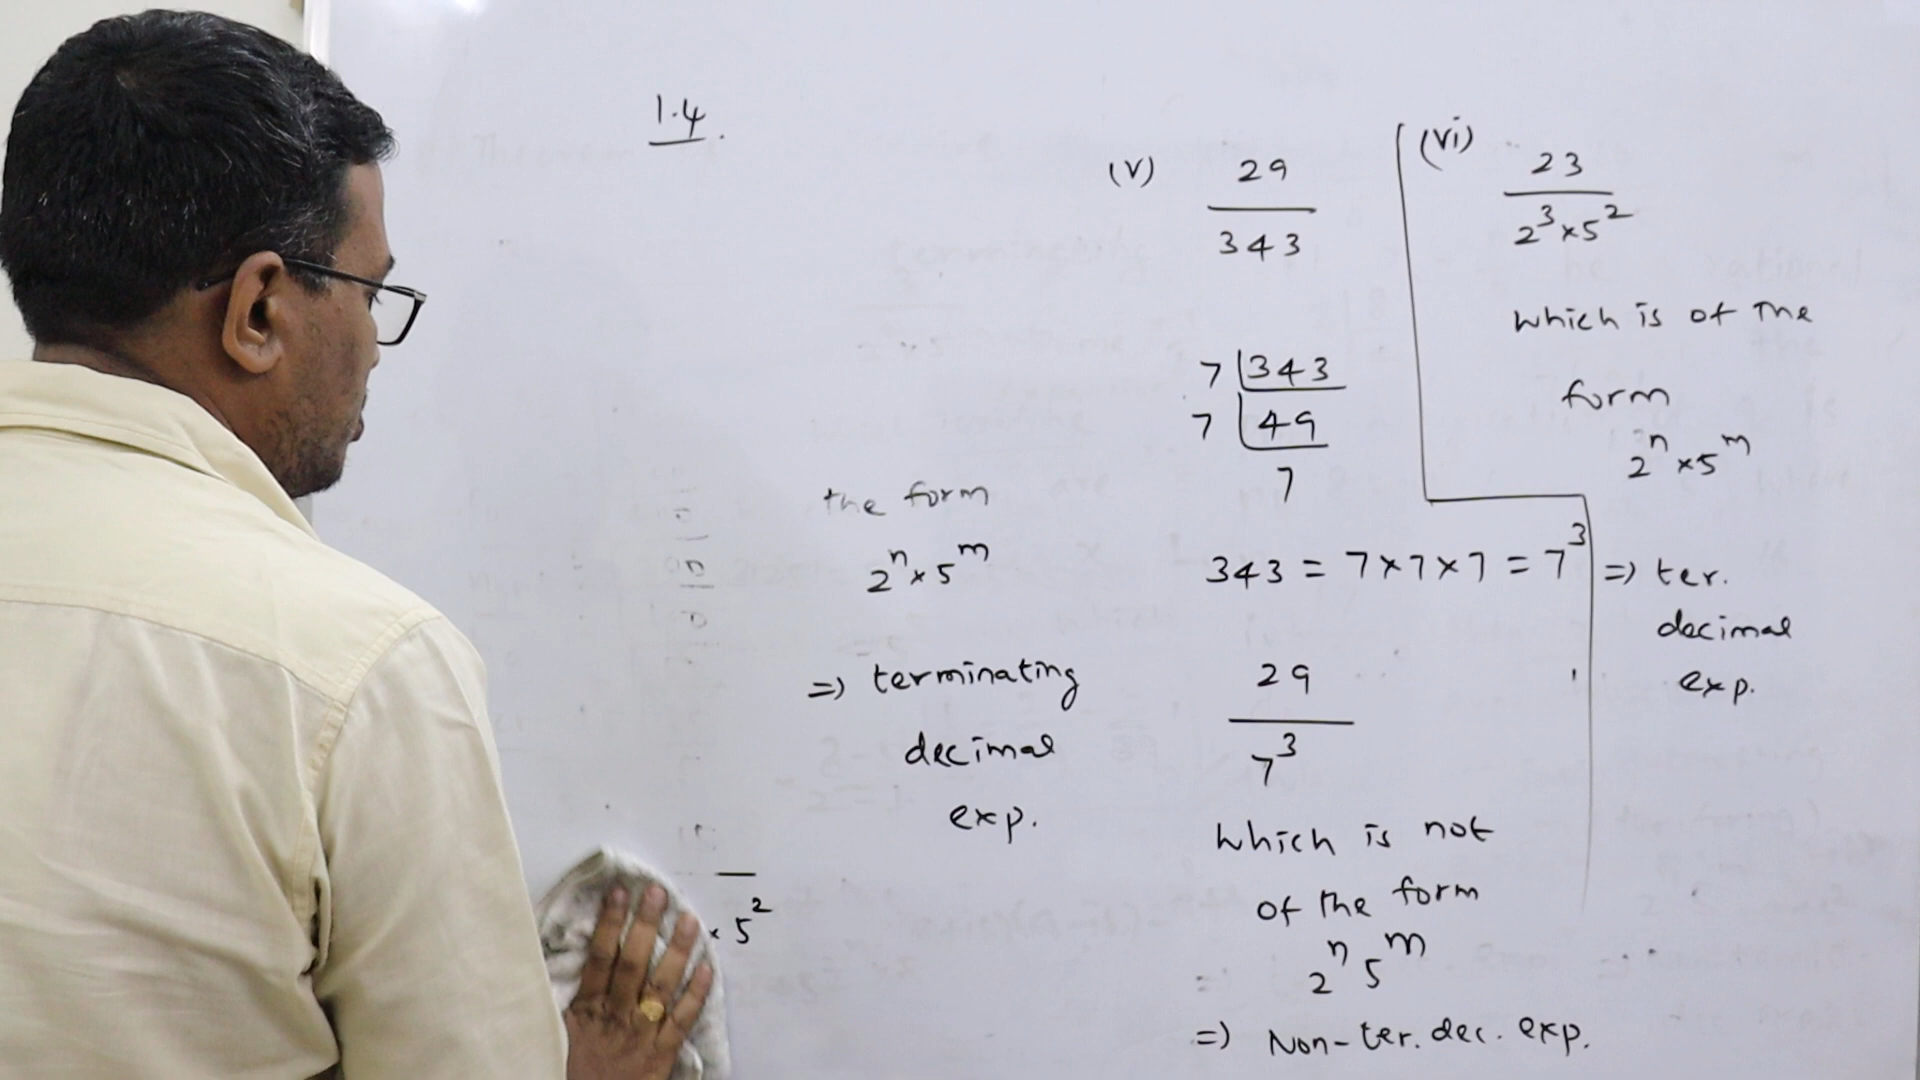 1.4.
the form
2ⁿ × 5ᵐ
=) terminating
decimal
exp.
× 5²
(v) 29
343
7 343
7 49
7
343 = 7×7×7 = 7³
29
7³
which is not
of the form
2ⁿ 5ᵐ
=) Non-ter. dec. exp.
(vi) 23
2³×5²
which is of the
form
2ⁿ×5ᵐ
=) ter.
decimal
exp.